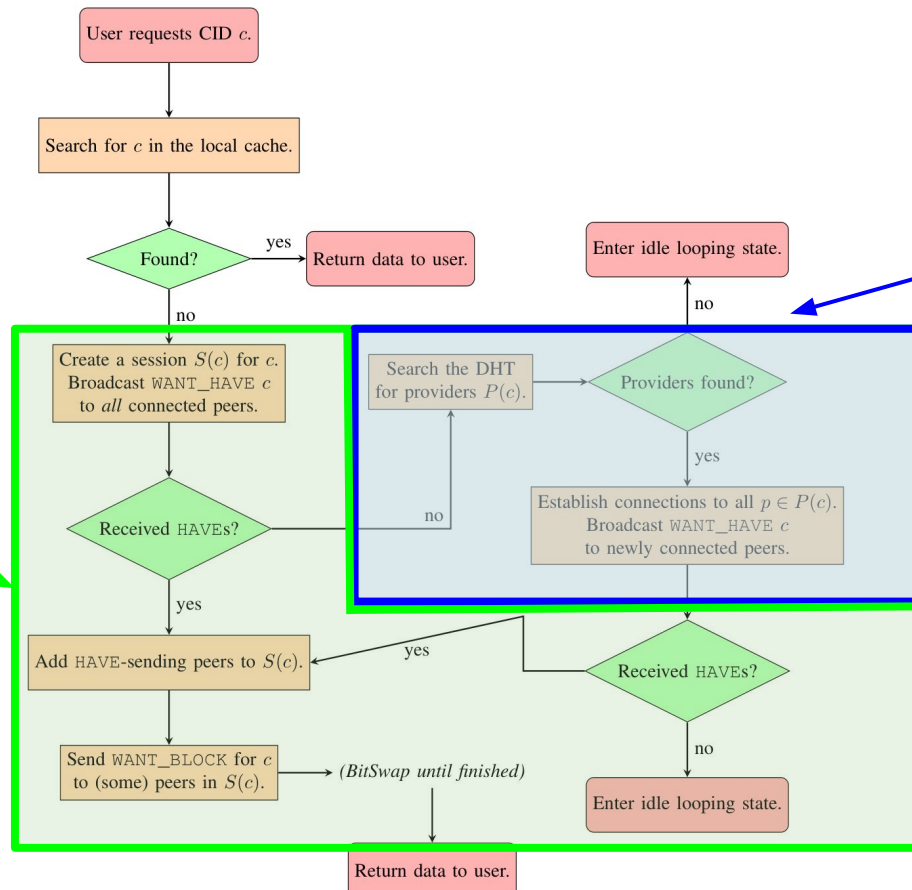 User requests CID c.
Search for c in the local cache.
Found?
yes
Return data to user.
no
Create a session S(c) for c.
Broadcast WANT_HAVE c
to all connected peers.
Received HAVEs?
no
yes
Search the DHT
for providers P(c).
Providers found?
no
Enter idle looping state.
yes
Establish connections to all p ∈ P(c).
Broadcast WANT_HAVE c
to newly connected peers.
Received HAVEs?
yes
no
Enter idle looping state.
Add HAVE-sending peers to S(c).
Send WANT_BLOCK for c
to (some) peers in S(c).
(BitSwap until finished)
Return data to user.